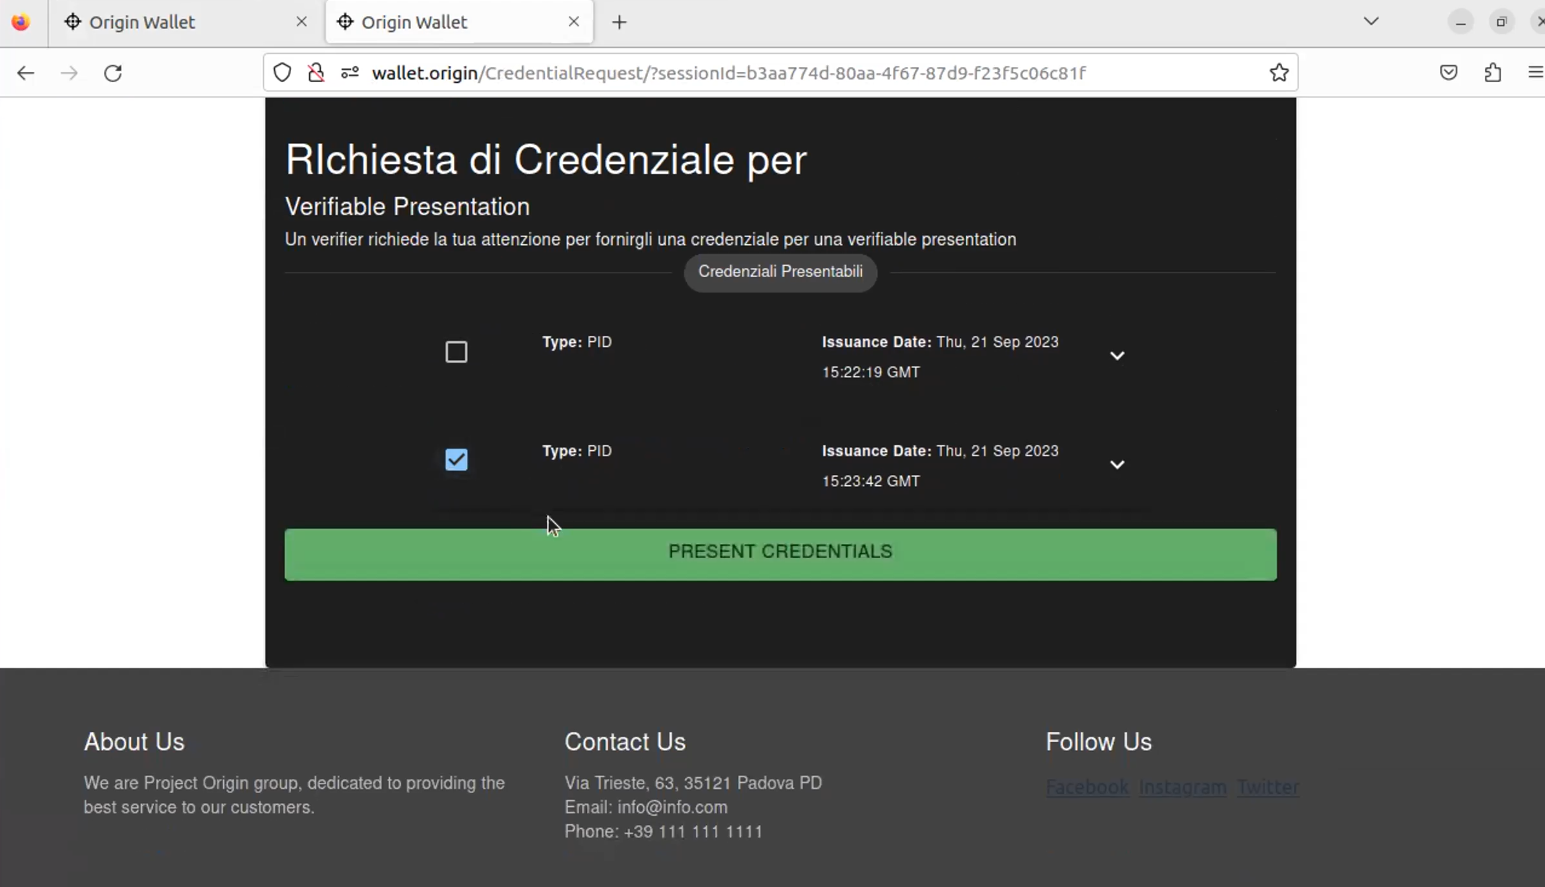 Origin Wallet
Origin Wallet
wallet.origin/CredentialRequest/?sessionId=b3aa774d-80aa-4f67-87d9-f23f5c06c81f
RIchiesta di Credenziale per
Verifiable Presentation
Un verifier richiede la tua attenzione per fornirgli una credenziale per una verifiable presentation
Credenziali Presentabili
Type: PID
Issuance Date: Thu, 21 Sep 2023
15:22:19 GMT
Type: PID
Issuance Date: Thu, 21 Sep 2023
15:23:42 GMT
PRESENT CREDENTIALS
About Us
We are Project Origin group, dedicated to providing the
best service to our customers.
Contact Us
Via Trieste, 63, 35121 Padova PD
Email: info@info.com
Phone: +39 111 111 1111
Follow Us
Facebook Instagram Twitter